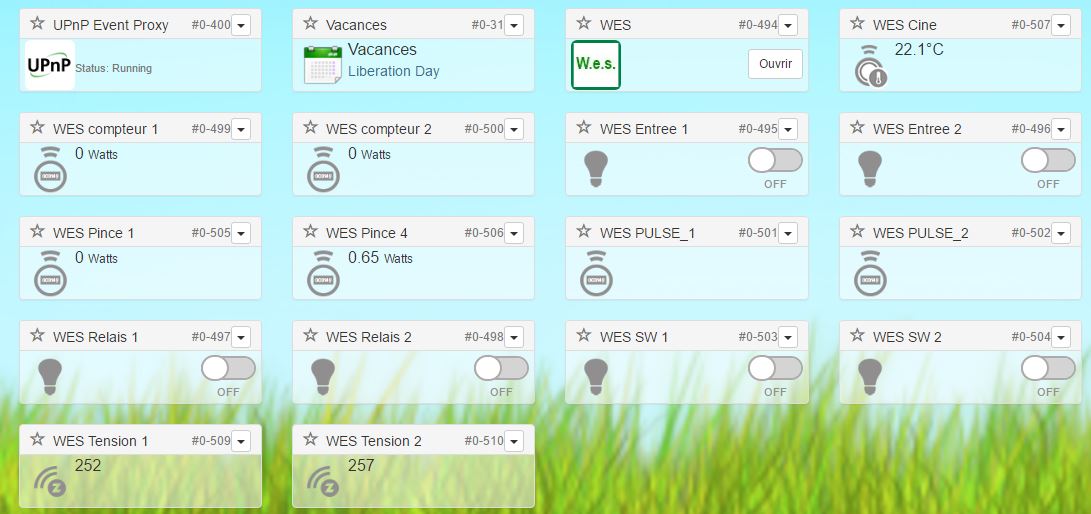 UPnP Event Proxy #0-400
UPnP Status: Running
Vacances #0-31
Vacances
Liberation Day
WES #0-494
W.e.s. Ouvrir
WES Cine #0-507
22.1°C
WES compteur 1 #0-499
0 Watts
WES compteur 2 #0-500
0 Watts
WES Entree 1 #0-495
OFF
WES Entree 2 #0-496
OFF
WES Pince 1 #0-505
0 Watts
WES Pince 4 #0-506
0.65 Watts
WES PULSE_1 #0-501
WES PULSE_2 #0-502
WES Relais 1 #0-497
OFF
WES Relais 2 #0-498
OFF
WES SW 1 #0-503
OFF
WES SW 2 #0-504
OFF
WES Tension 1 #0-509
252
Z
WES Tension 2 #0-510
257
Z